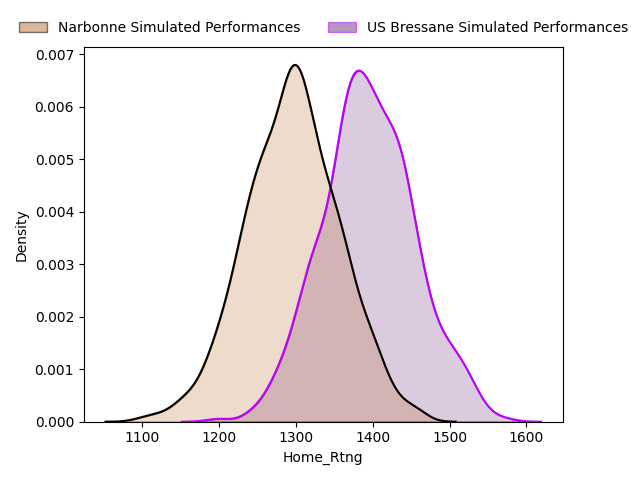 Narbonne Simulated Performances US Bressane Simulated Performances
0.007
0.006
0.005
0.004
0.003
0.002
0.001
0.000
Density
1100 1200 1300 1400 1500 1600
Home_Rtng